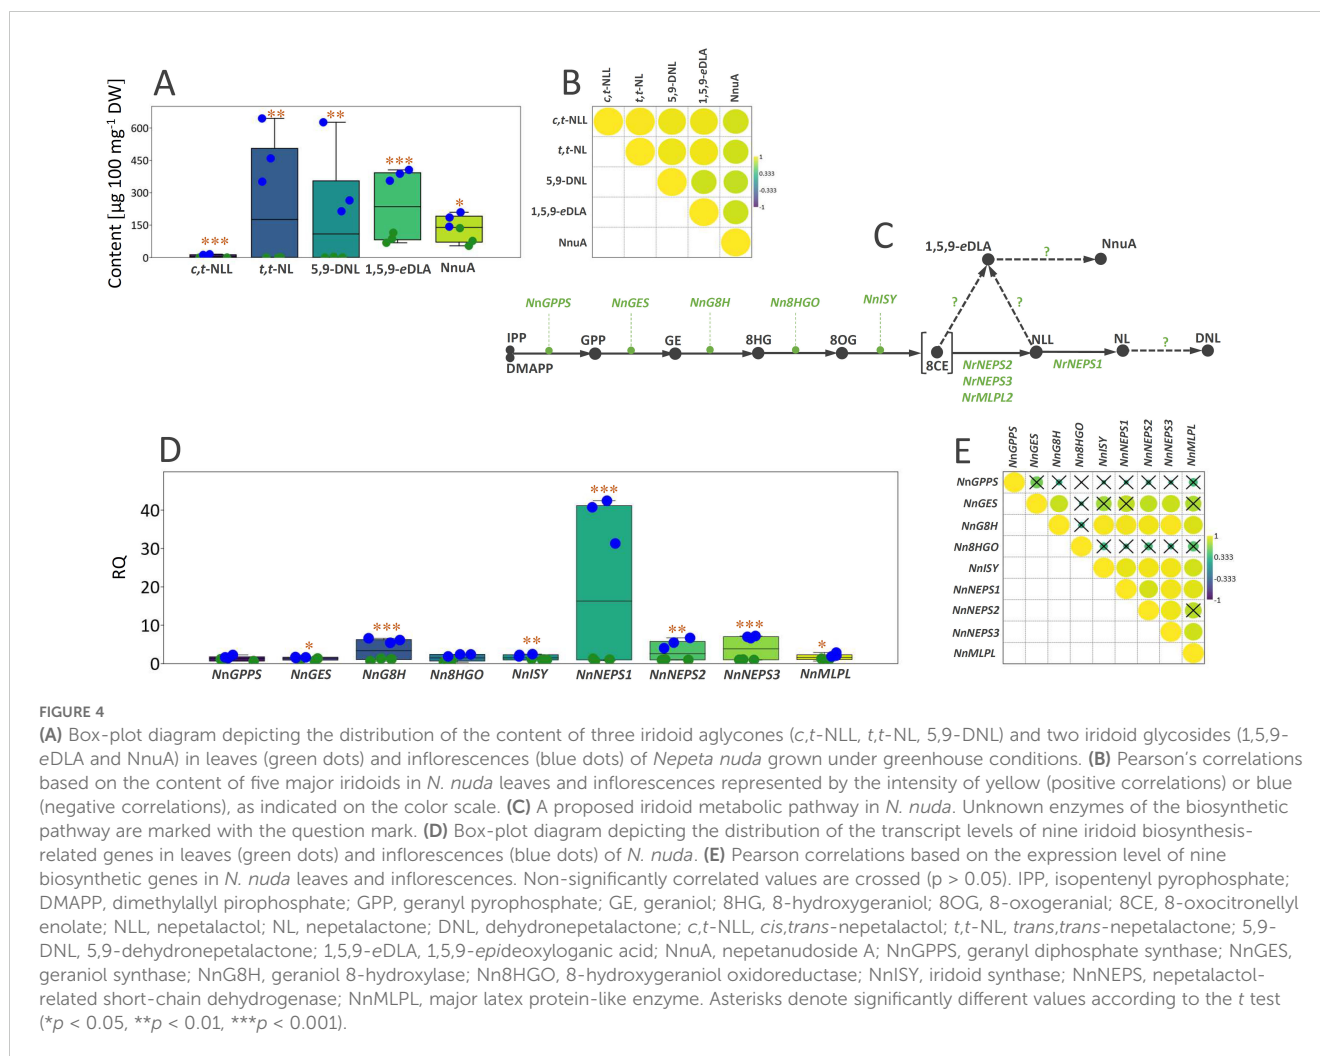 A
Content [µg 100 mg⁻¹ DW]
600
450
300
150
0
***
**
**
***
*
c,t-NLL
t,t-NL
5,9-DNL
1,5,9-eDLA
NnuA
B
c,t-NLL
t,t-NL
5,9-DNL
1,5,9-eDLA
NnuA
c,t-NLL
t,t-NL
5,9-DNL
1,5,9-eDLA
NnuA
1
0.333
-0.333
-1
C
1,5,9-eDLA
?
NnuA
NnGPPS
NnGES
NnG8H
Nn8HGO
NnISY
?
?
IPP
DMAPP
GPP
GE
8HG
8OG
[8CE]
NLL
NL
?
DNL
NrNEPS2
NrNEPS3
NrMLPL2
NrNEPS1
D
RQ
40
30
20
10
0
*
***
**
***
**
***
*
NnGPPS
NnGES
NnG8H
Nn8HGO
NnISY
NnNEPS1
NnNEPS2
NnNEPS3
NnMLPL
E
NnGPPS
NnGES
NnG8H
Nn8HGO
NnISY
NnNEPS1
NnNEPS2
NnNEPS3
NnMLPL
NnGPPS
NnGES
NnG8H
Nn8HGO
NnISY
NnNEPS1
NnNEPS2
NnNEPS3
NnMLPL
1
0.333
-0.333
-1
FIGURE 4
(A) Box-plot diagram depicting the distribution of the content of three iridoid aglycones (c,t-NLL, t,t-NL, 5,9-DNL) and two iridoid glycosides (1,5,9-
eDLA and NnuA) in leaves (green dots) and inflorescences (blue dots) of Nepeta nuda grown under greenhouse conditions. (B) Pearson's correlations
based on the content of five major iridoids in N. nuda leaves and inflorescences represented by the intensity of yellow (positive correlations) or blue
(negative correlations), as indicated on the color scale. (C) A proposed iridoid metabolic pathway in N. nuda. Unknown enzymes of the biosynthetic
pathway are marked with the question mark. (D) Box-plot diagram depicting the distribution of the transcript levels of nine iridoid biosynthesis-
related genes in leaves (green dots) and inflorescences (blue dots) of N. nuda. (E) Pearson correlations based on the expression level of nine
biosynthetic genes in N. nuda leaves and inflorescences. Non-significantly correlated values are crossed (p > 0.05). IPP, isopentenyl pyrophosphate;
DMAPP, dimethylallyl pirophosphate; GPP, geranyl pyrophosphate; GE, geraniol; 8HG, 8-hydroxygeraniol; 8OG, 8-oxogeranial; 8CE, 8-oxocitronellyl
enolate; NLL, nepetalactol; NL, nepetalactone; DNL, dehydronepetalactone; c,t-NLL, cis,trans-nepetalactol; t,t-NL, trans,trans-nepetalactone; 5,9-
DNL, 5,9-dehydronepetalactone; 1,5,9-eDLA, 1,5,9-epideoxyloganic acid; NnuA, nepetanudoside A; NnGPPS, geranyl diphosphate synthase; NnGES,
geraniol synthase; NnG8H, geraniol 8-hydroxylase; Nn8HGO, 8-hydroxygeraniol oxidoreductase; NnISY, iridoid synthase; NnNEPS, nepetalactol-
related short-chain dehydrogenase; NnMLPL, major latex protein-like enzyme. Asterisks denote significantly different values according to the t test
(*p < 0.05, **p < 0.01, ***p < 0.001).